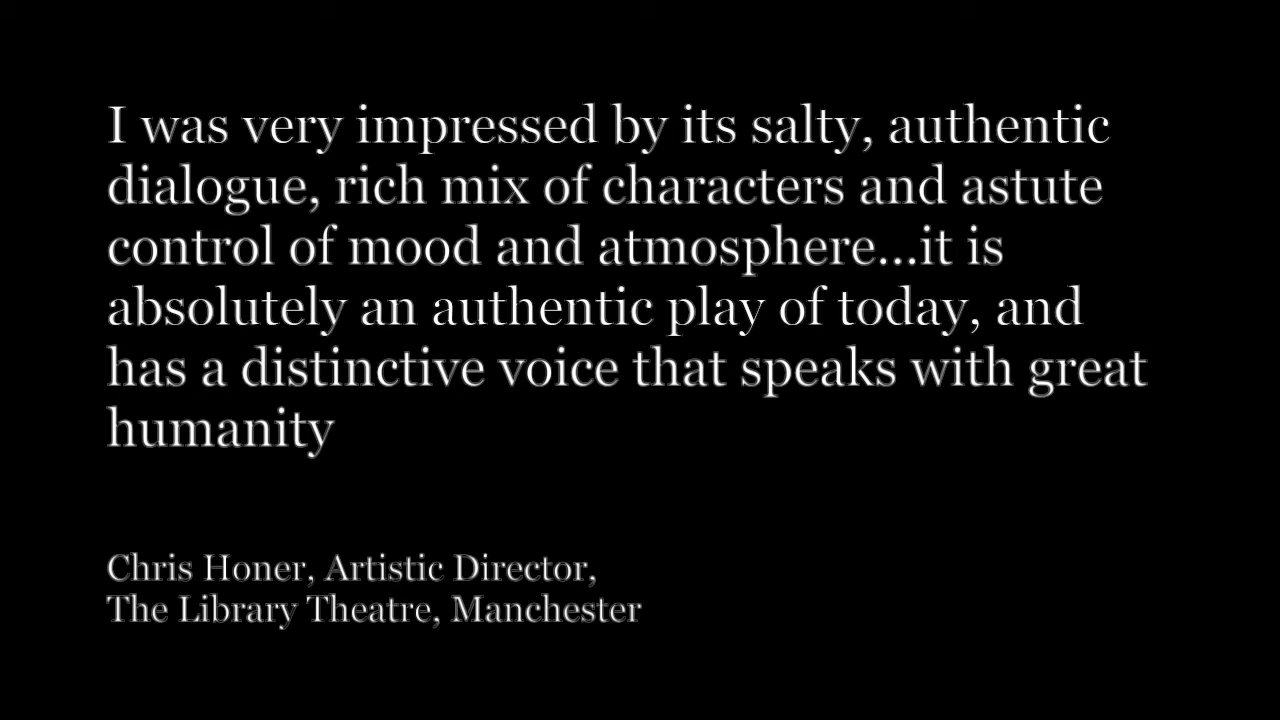 I was very impressed by its salty, authentic
dialogue, rich mix of characters and astute
control of mood and atmosphere...it is
absolutely an authentic play of today, and
has a distinctive voice that speaks with great
humanity
Chris Honer, Artistic Director,
The Library Theatre, Manchester